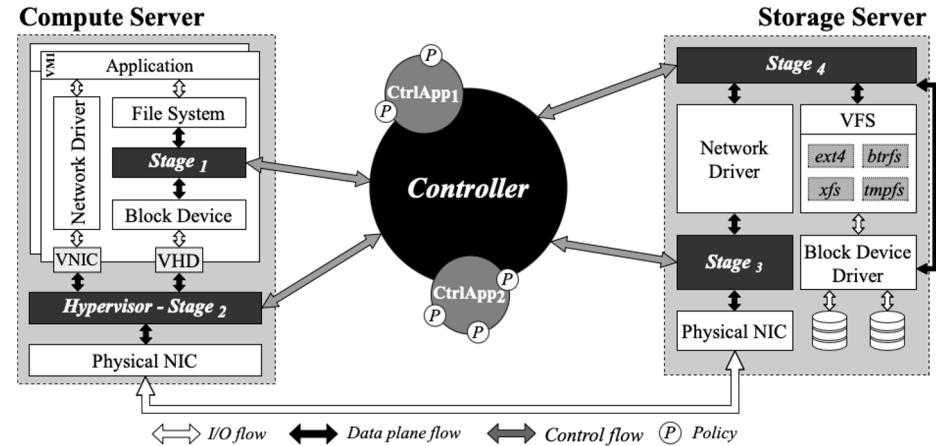 Compute Server
Storage Server
VM1
Application
Network Driver
File System
Stage 1
Block Device
VNIC
VHD
Hypervisor - Stage 2
Physical NIC
P
CtrlApp1
P
Controller
CtrlApp2
P
P
P
Stage 4
Network
Driver
VFS
ext4
btrfs
xfs
tmpfs
Stage 3
Block Device
Driver
Physical NIC
I/O flow
Data plane flow
Control flow
P
Policy